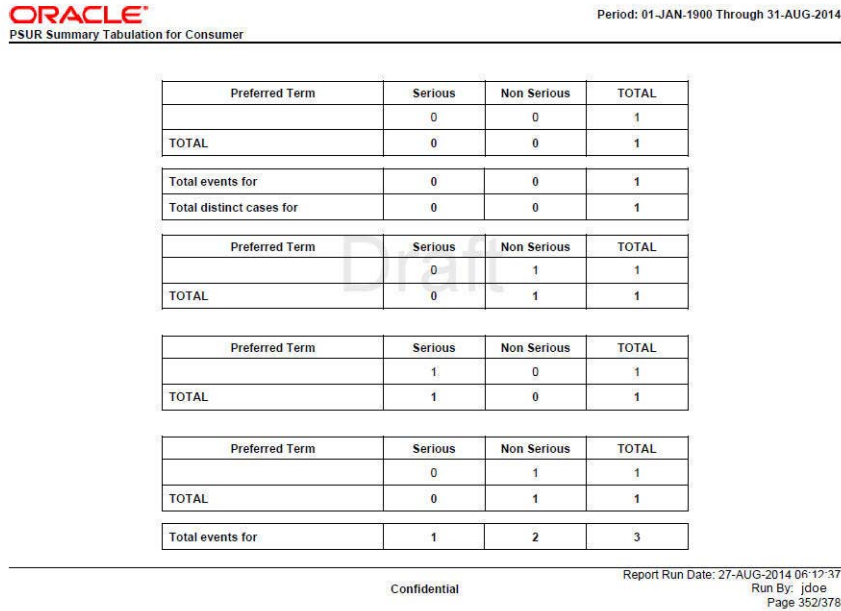 ORACLE®
Period: 01-JAN-1900 Through 31-AUG-2014
PSUR Summary Tabulation for Consumer
Preferred Term Serious Non Serious TOTAL
0 0 1
TOTAL 0 0 1
Total events for 0 0 1
Total distinct cases for 0 0 1
Preferred Term Serious Non Serious TOTAL
Draft
0 1 1
TOTAL 0 1 1
Preferred Term Serious Non Serious TOTAL
1 0 1
TOTAL 1 0 1
Preferred Term Serious Non Serious TOTAL
0 1 1
TOTAL 0 1 1
Total events for 1 2 3
Report Run Date: 27-AUG-2014 06:12:37
Confidential Run By: jdoe
Page 352/378